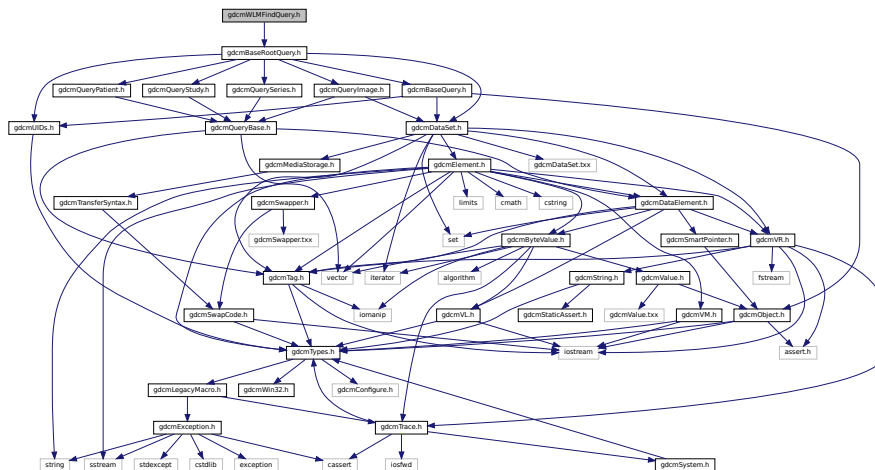 gdcmWLMFindQuery.h
gdcmBaseRootQuery.h
gdcmQueryPatient.h
gdcmQueryStudy.h
gdcmQuerySeries.h
gdcmQueryImage.h
gdcmBaseQuery.h
gdcmUIDs.h
gdcmQueryBase.h
gdcmDataSet.h
gdcmMediaStorage.h
gdcmElement.h
gdcmDataSet.txx
gdcmTransferSyntax.h
gdcmSwapper.h
limits
cmath
cstring
gdcmDataElement.h
gdcmSwapper.txx
set
gdcmByteValue.h
gdcmSmartPointer.h
gdcmVR.h
gdcmTag.h
vector
iterator
algorithm
gdcmString.h
gdcmValue.h
fstream
gdcmSwapCode.h
iomanip
gdcmVL.h
gdcmStaticAssert.h
gdcmValue.txx
gdcmVM.h
gdcmObject.h
gdcmTypes.h
iostream
assert.h
gdcmLegacyMacro.h
gdcmWin32.h
gdcmConfigure.h
gdcmException.h
gdcmTrace.h
string
sstream
stdexcept
cstdlib
exception
cassert
iosfwd
gdcmSystem.h